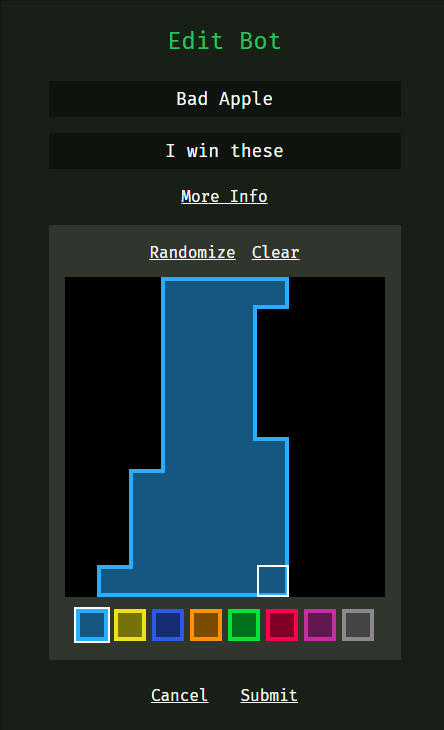 Edit Bot
Bad Apple
I win these
More Info
Randomize Clear
Cancel Submit